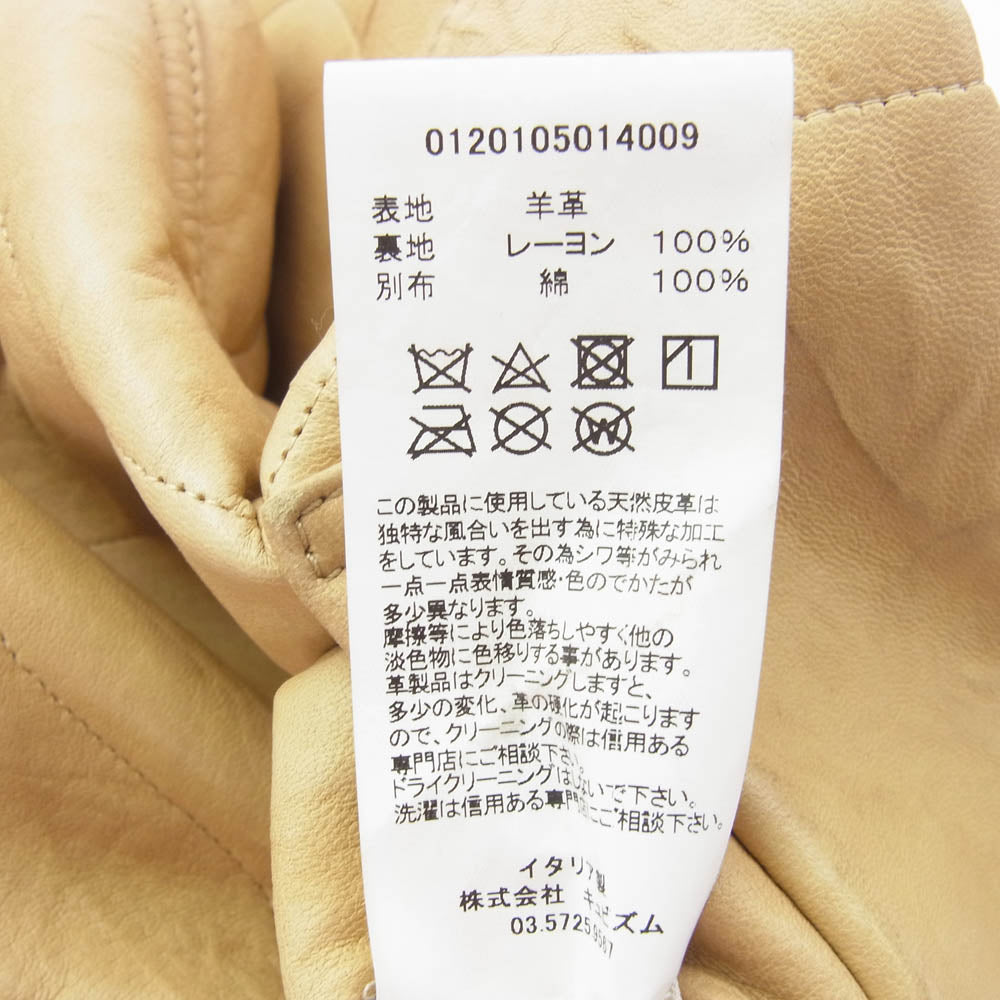 0120105014009
表地 羊革
裏地 レーヨン 100%
別布 綿 100%
W
この製品に使用している天然皮革は
独特な風合いを出す為に特殊な加工
をしています。その為シワ等がみられ
一点一点表情質感・色のでかたが
多少異なります。
摩擦等により色落ちしやすく他の
淡色物に色移りする事があります。
革製品はクリーニングしますと、
多少の変化、革の硬化が起こります
ので、クリーニングの際は信用ある
専門店にご相談下さい。
ドライクリーニングはしないで下さい。
洗濯は信用ある専門店にご相談下さい。
イタリア製
株式会社 キュビズム
03.5725.9587